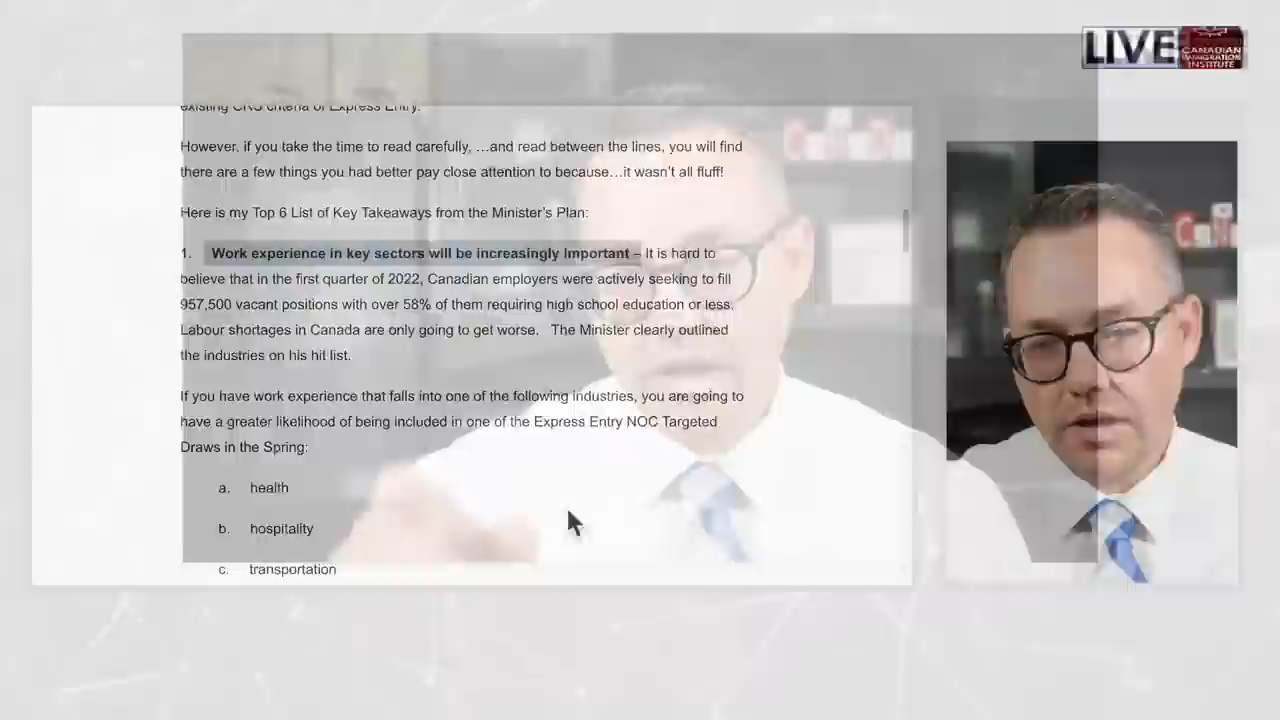 LIVE
CANADIAN
IMMIGRATION
INSTITUTE
existing CRS criteria of Express Entry.
However, if you take the time to read carefully, …and read between the lines, you will find
there are a few things you had better pay close attention to because…it wasn't all fluff!
Here is my Top 6 List of Key Takeaways from the Minister's Plan:
1. Work experience in key sectors will be increasingly Important – It is hard to
believe that in the first quarter of 2022, Canadian employers were actively seeking to fill
957,500 vacant positions with over 58% of them requiring high school education or less.
Labour shortages in Canada are only going to get worse. The Minister clearly outlined
the industries on his hit list.
If you have work experience that falls into one of the following industries, you are going to
have a greater likelihood of being included in one of the Express Entry NOC Targeted
Draws in the Spring:
a. health
b. hospitality
c. transportation